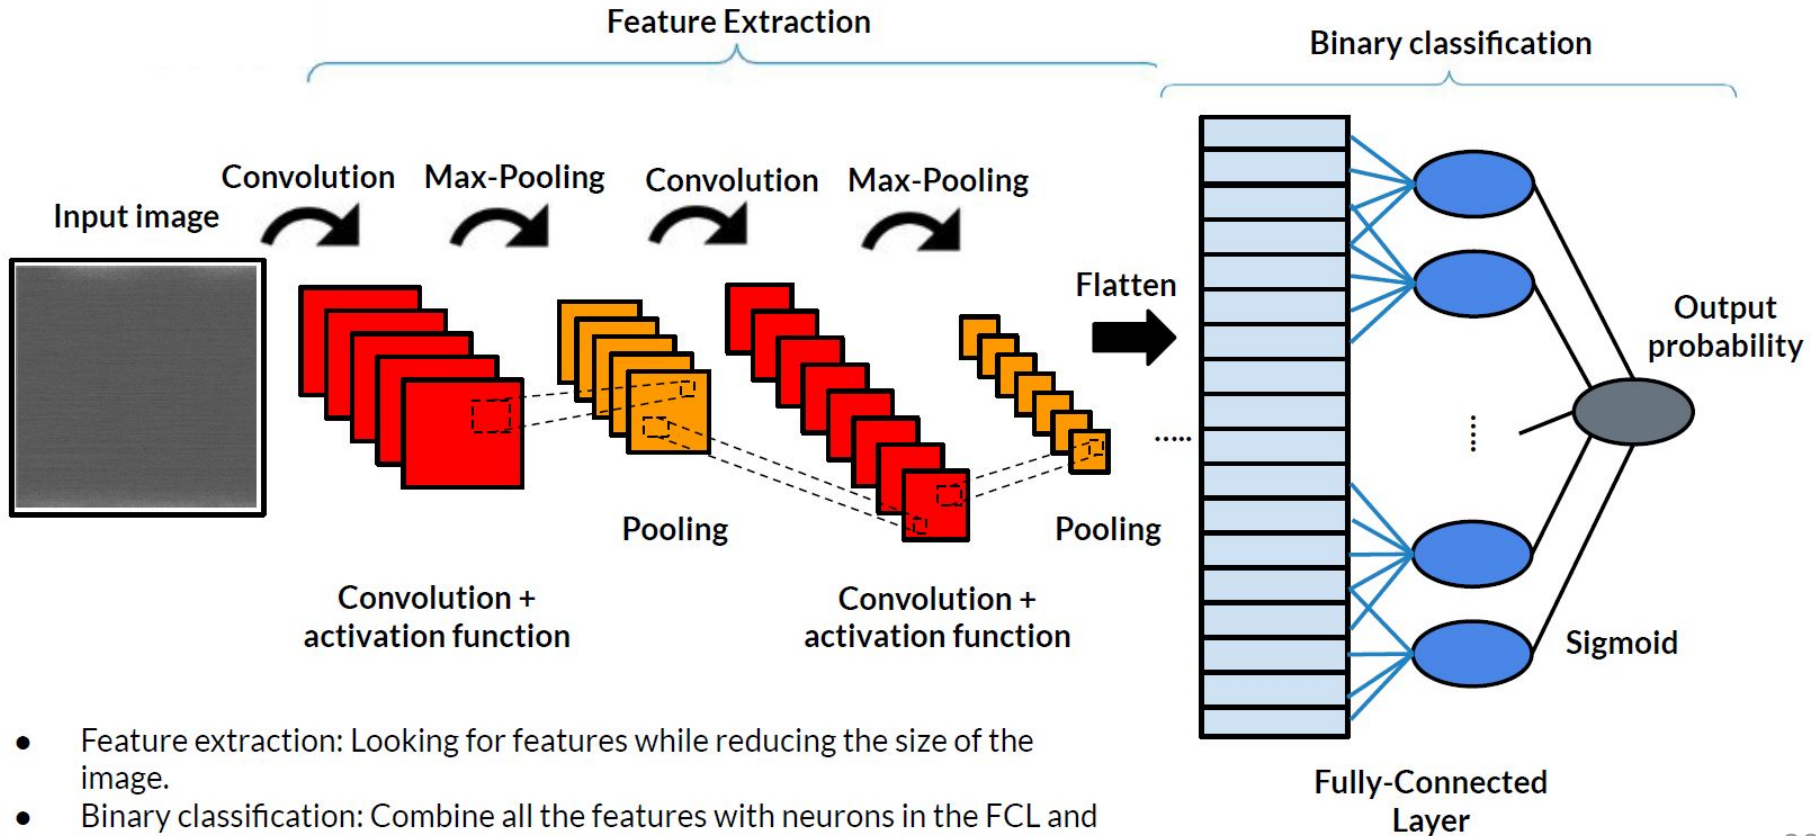 Feature Extraction
Binary classification
Convolution
Max-Pooling
Convolution
Max-Pooling
Input image
Flatten
Output
probability
.....
Pooling
Pooling
Convolution +
activation function
Convolution +
activation function
Sigmoid
Fully-Connected
Layer
● Feature extraction: Looking for features while reducing the size of the
image.
● Binary classification: Combine all the features with neurons in the FCL and